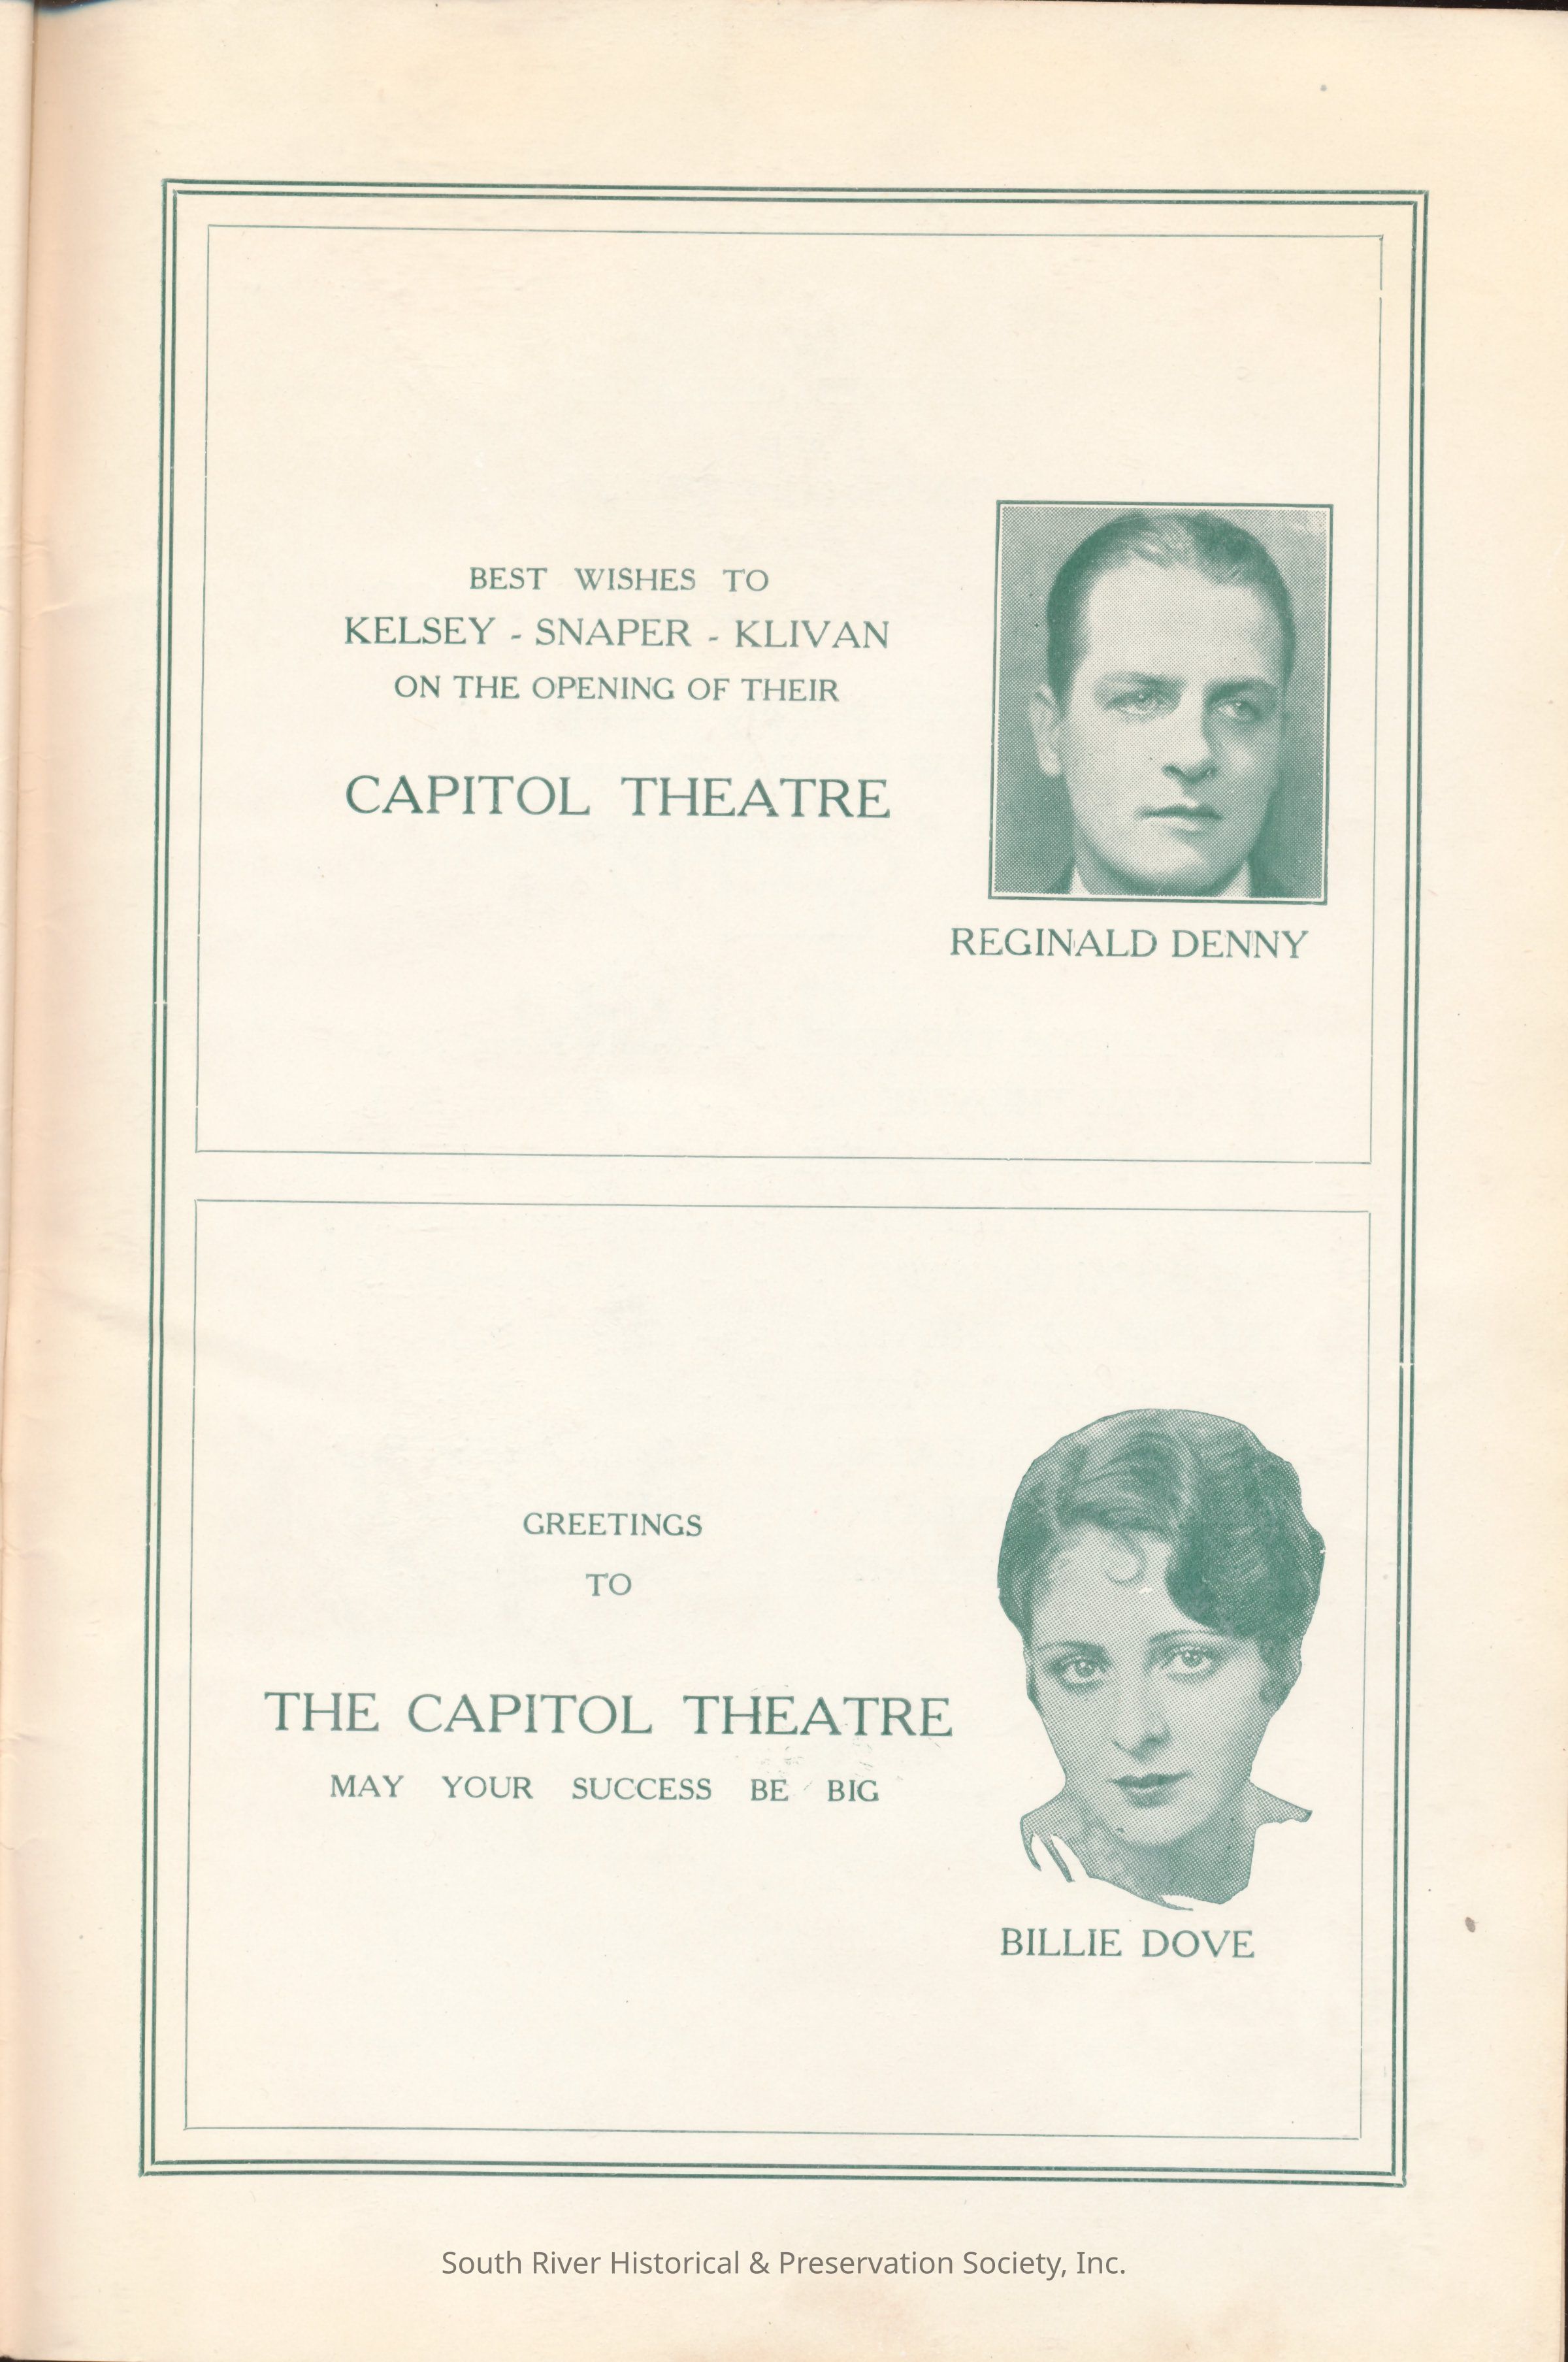 BEST WISHES TO
KELSEY - SNAPER - KLIVAN
ON THE OPENING OF THEIR
CAPITOL THEATRE
REGINALD DENNY
GREETINGS
TO
THE CAPITOL THEATRE
MAY YOUR SUCCESS BE BIG
BILLIE DOVE
South River Historical & Preservation Society, Inc.